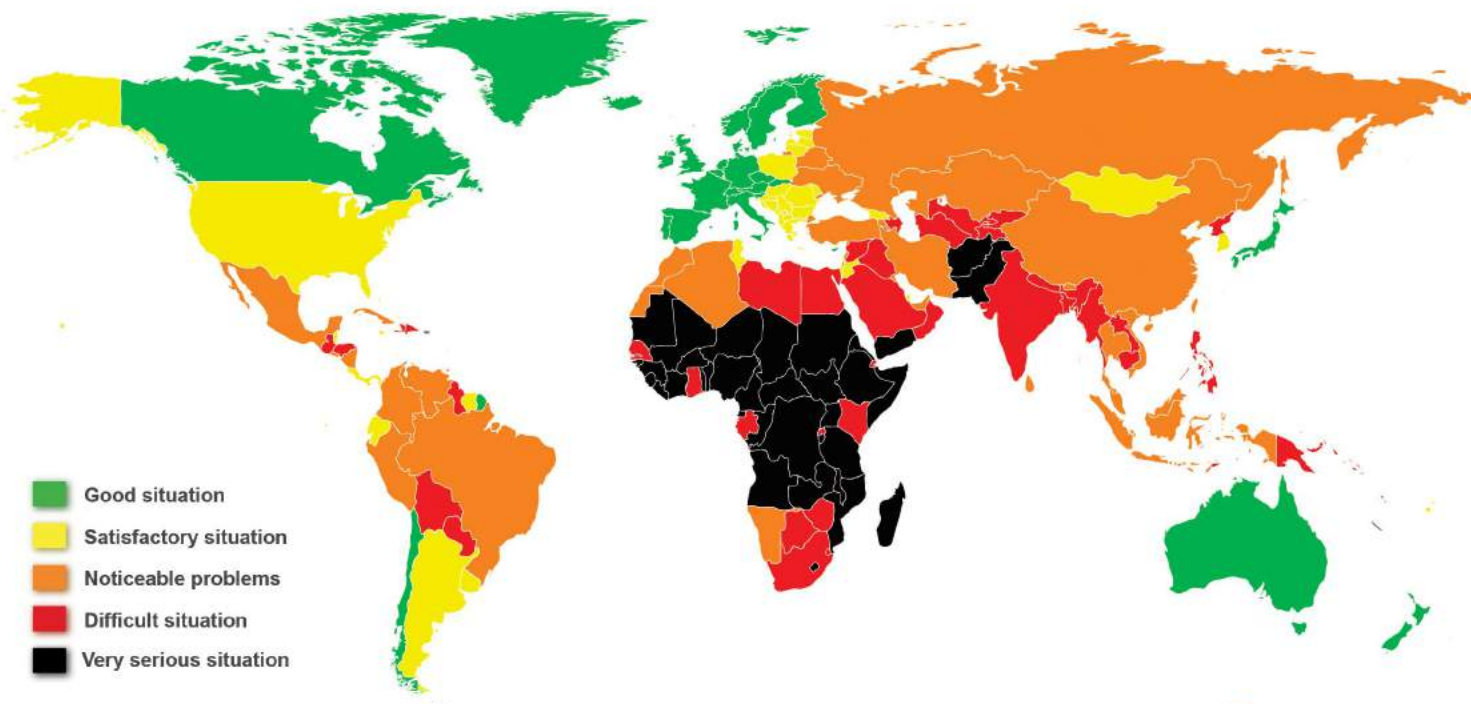 Good situation
Satisfactory situation
Noticeable problems
Difficult situation
Very serious situation